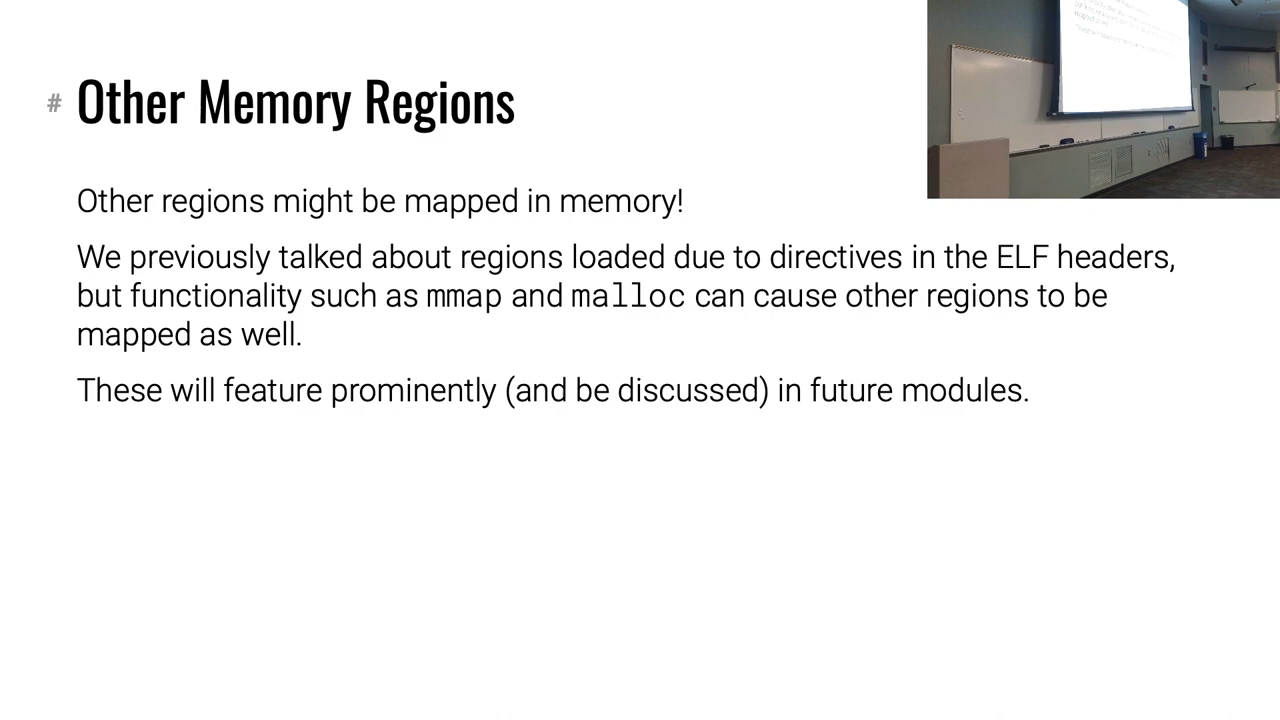 # Other Memory Regions
Other regions might be mapped in memory!
We previously talked about regions loaded due to directives in the ELF headers,
but functionality such as mmap and malloc can cause other regions to be
mapped as well.
These will feature prominently (and be discussed) in future modules.